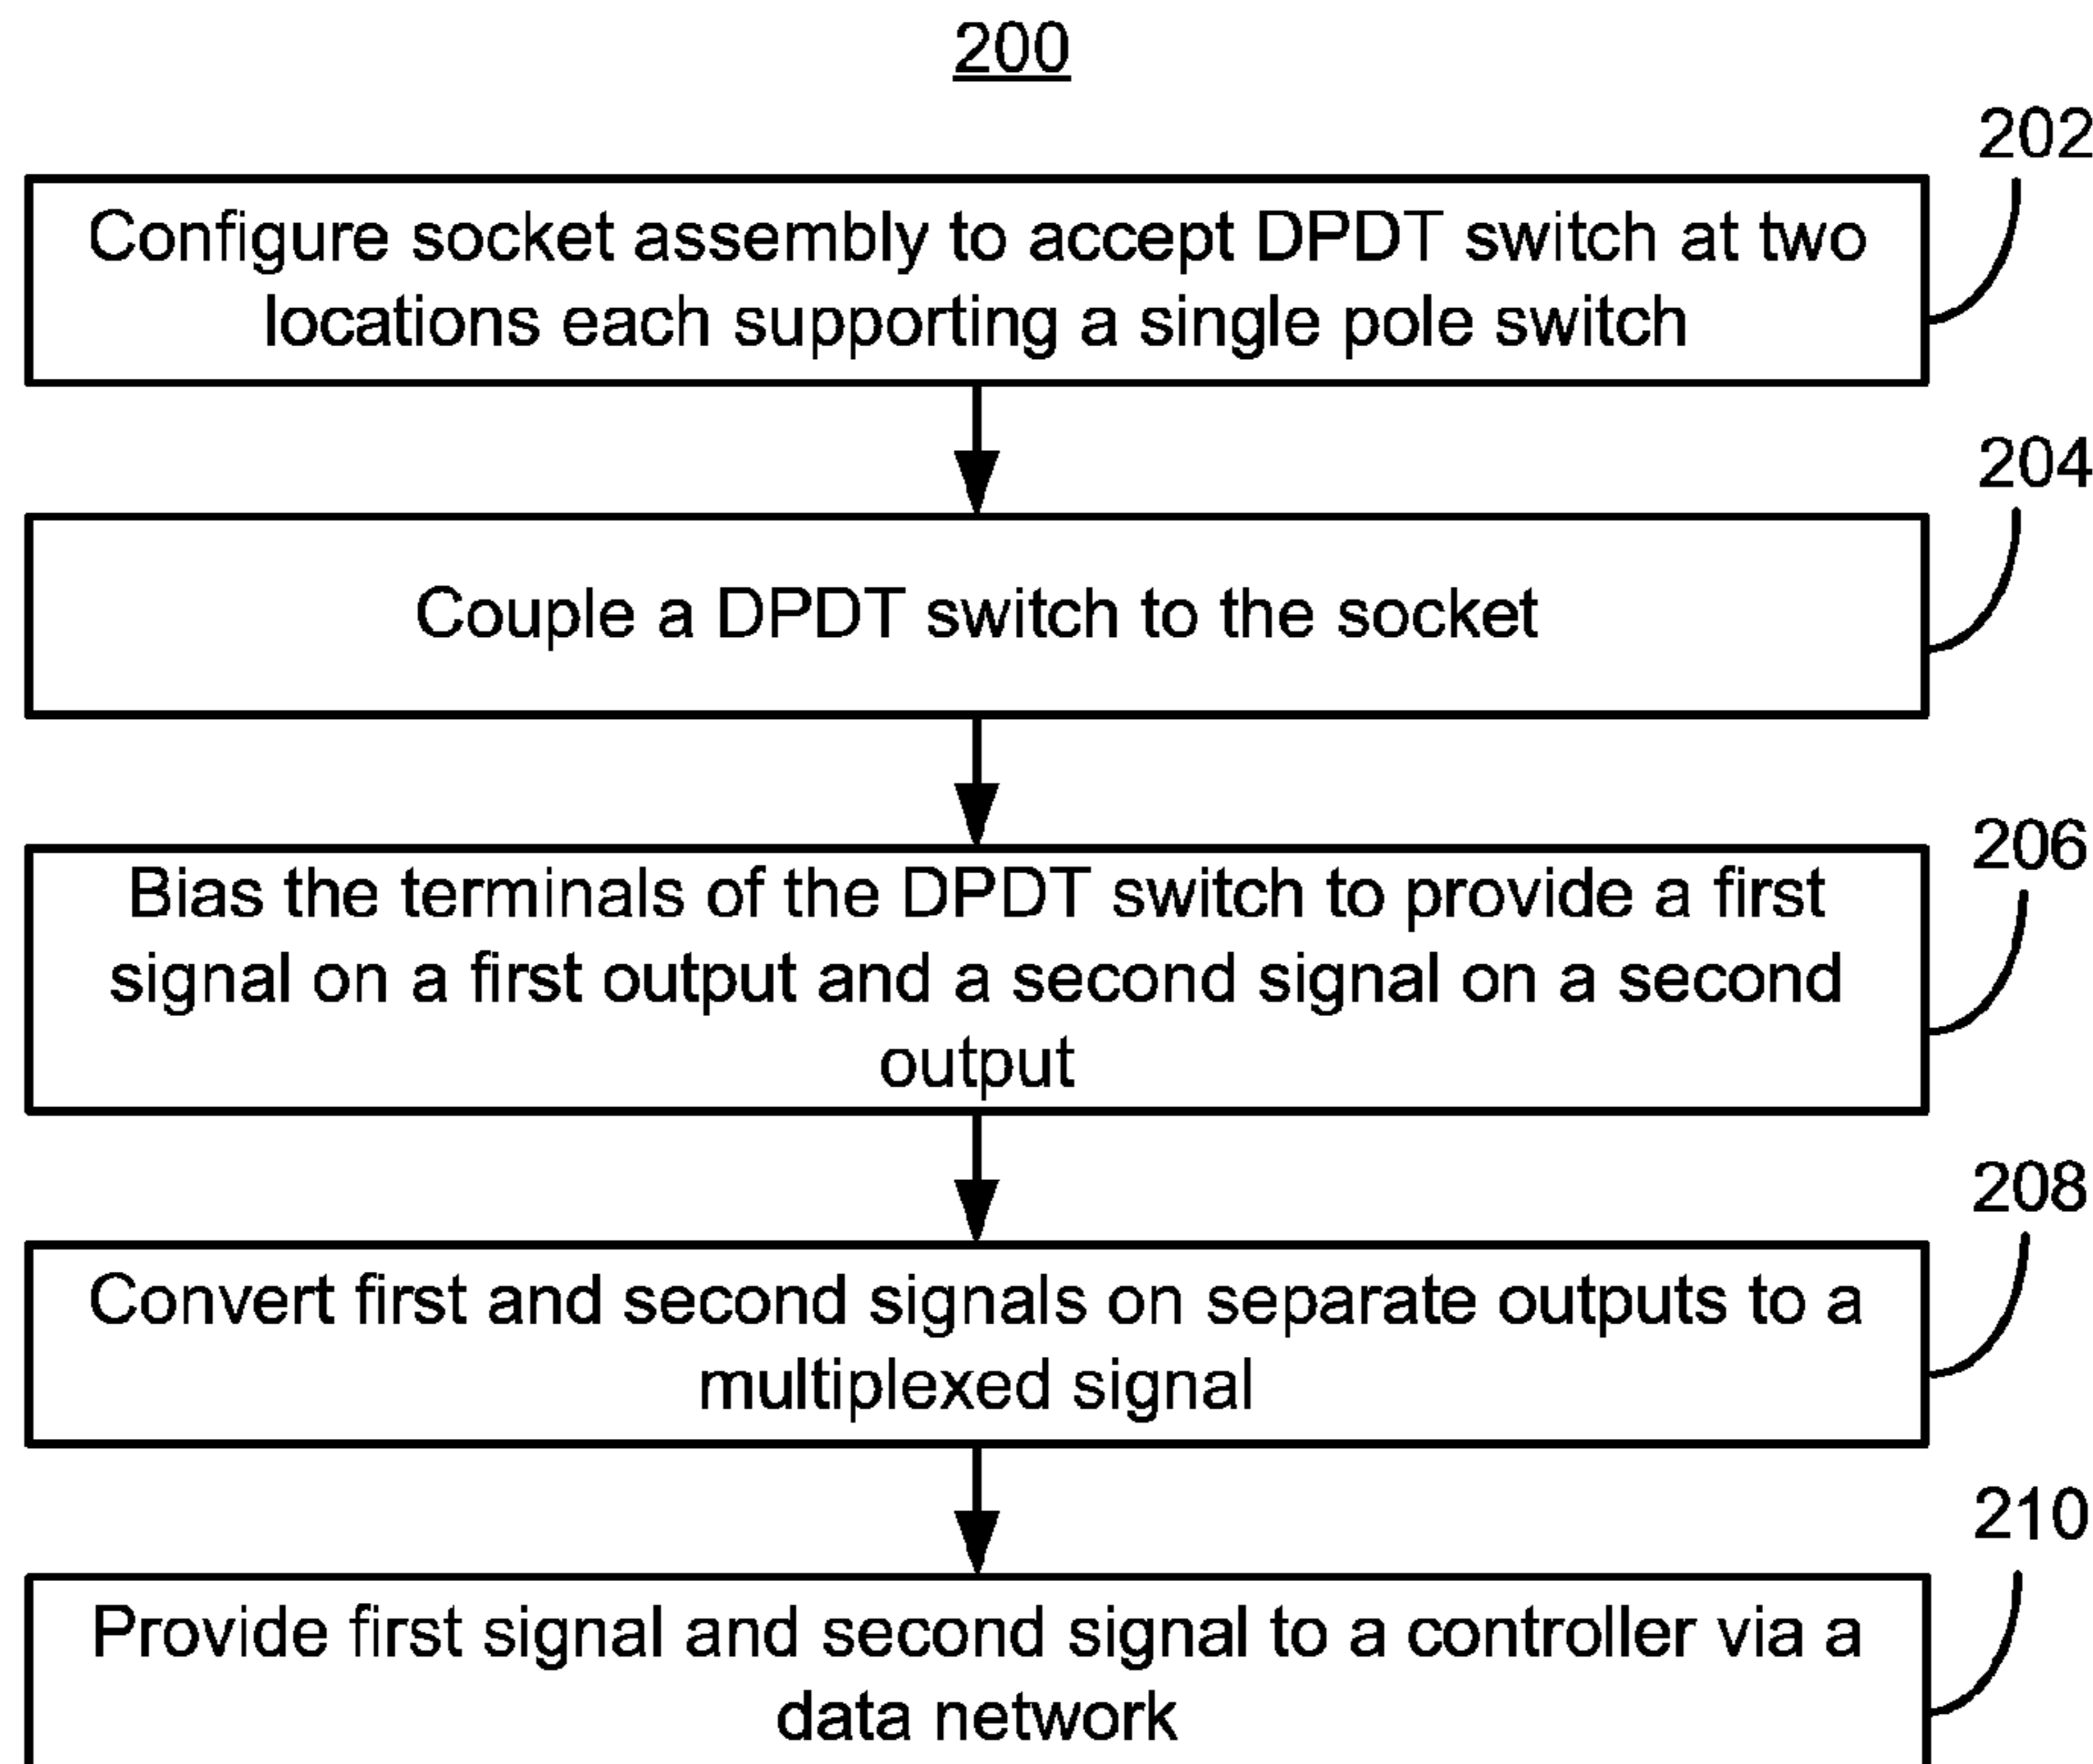 200
202
Configure socket assembly to accept DPDT switch at two
locations each supporting a single pole switch
204
Couple a DPDT switch to the socket
206
Bias the terminals of the DPDT switch to provide a first
signal on a first output and a second signal on a second
output
208
Convert first and second signals on separate outputs to a
multiplexed signal
210
Provide first signal and second signal to a controller via a
data network